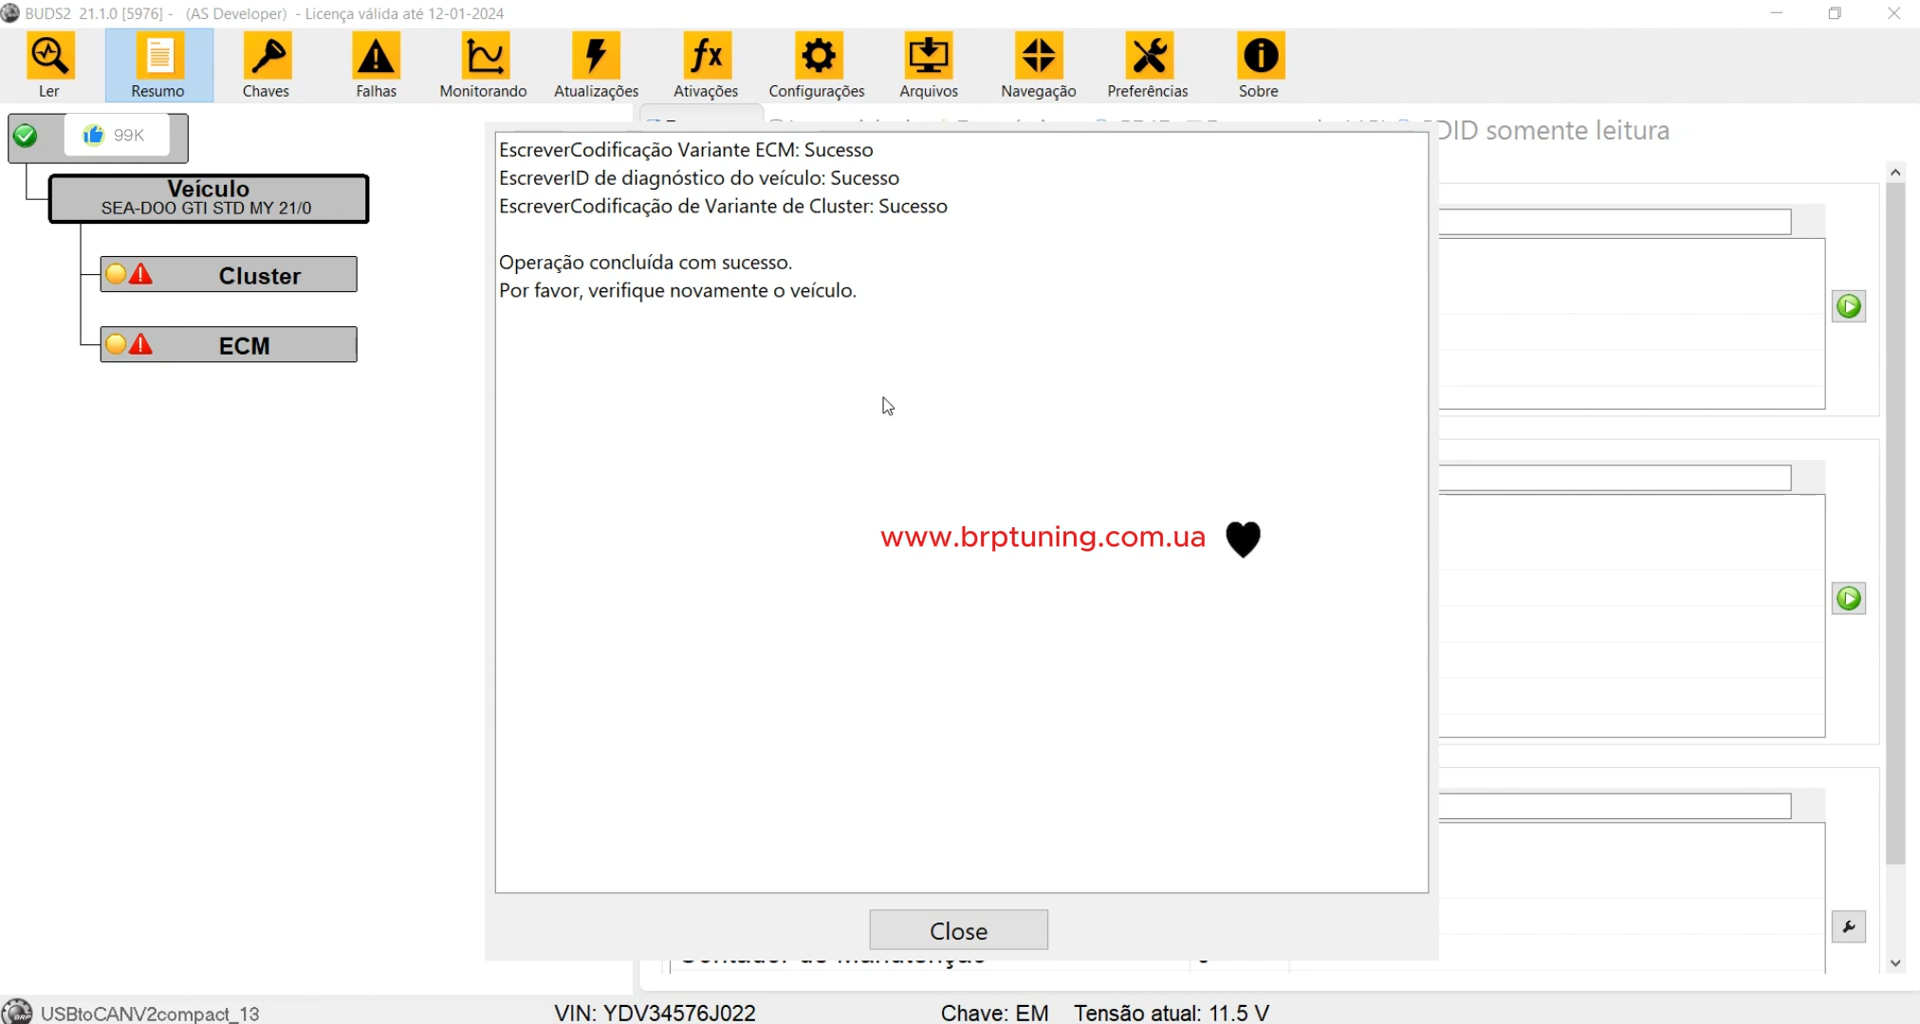 BUDS2 21.1.0 [5976] - (AS Developer) - Licença válida até 12-01-2024
Ler Resumo Chaves Falhas Monitorando Atualizações Ativações Configurações Arquivos Navegação Preferências Sobre
99K
DID somente leitura
EscreverCodificação Variante ECM: Sucesso
EscreverID de diagnóstico do veículo: Sucesso
EscreverCodificação de Variante de Cluster: Sucesso
Operação concluída com sucesso.
Por favor, verifique novamente o veículo.
Veículo
SEA-DOO GTI STD MY 21/0
Cluster
ECM
www.brptuning.com.ua
Close
USBtoCANV2compact_13 VIN: YDV34576J022 Chave: EM Tensão atual: 11.5 V